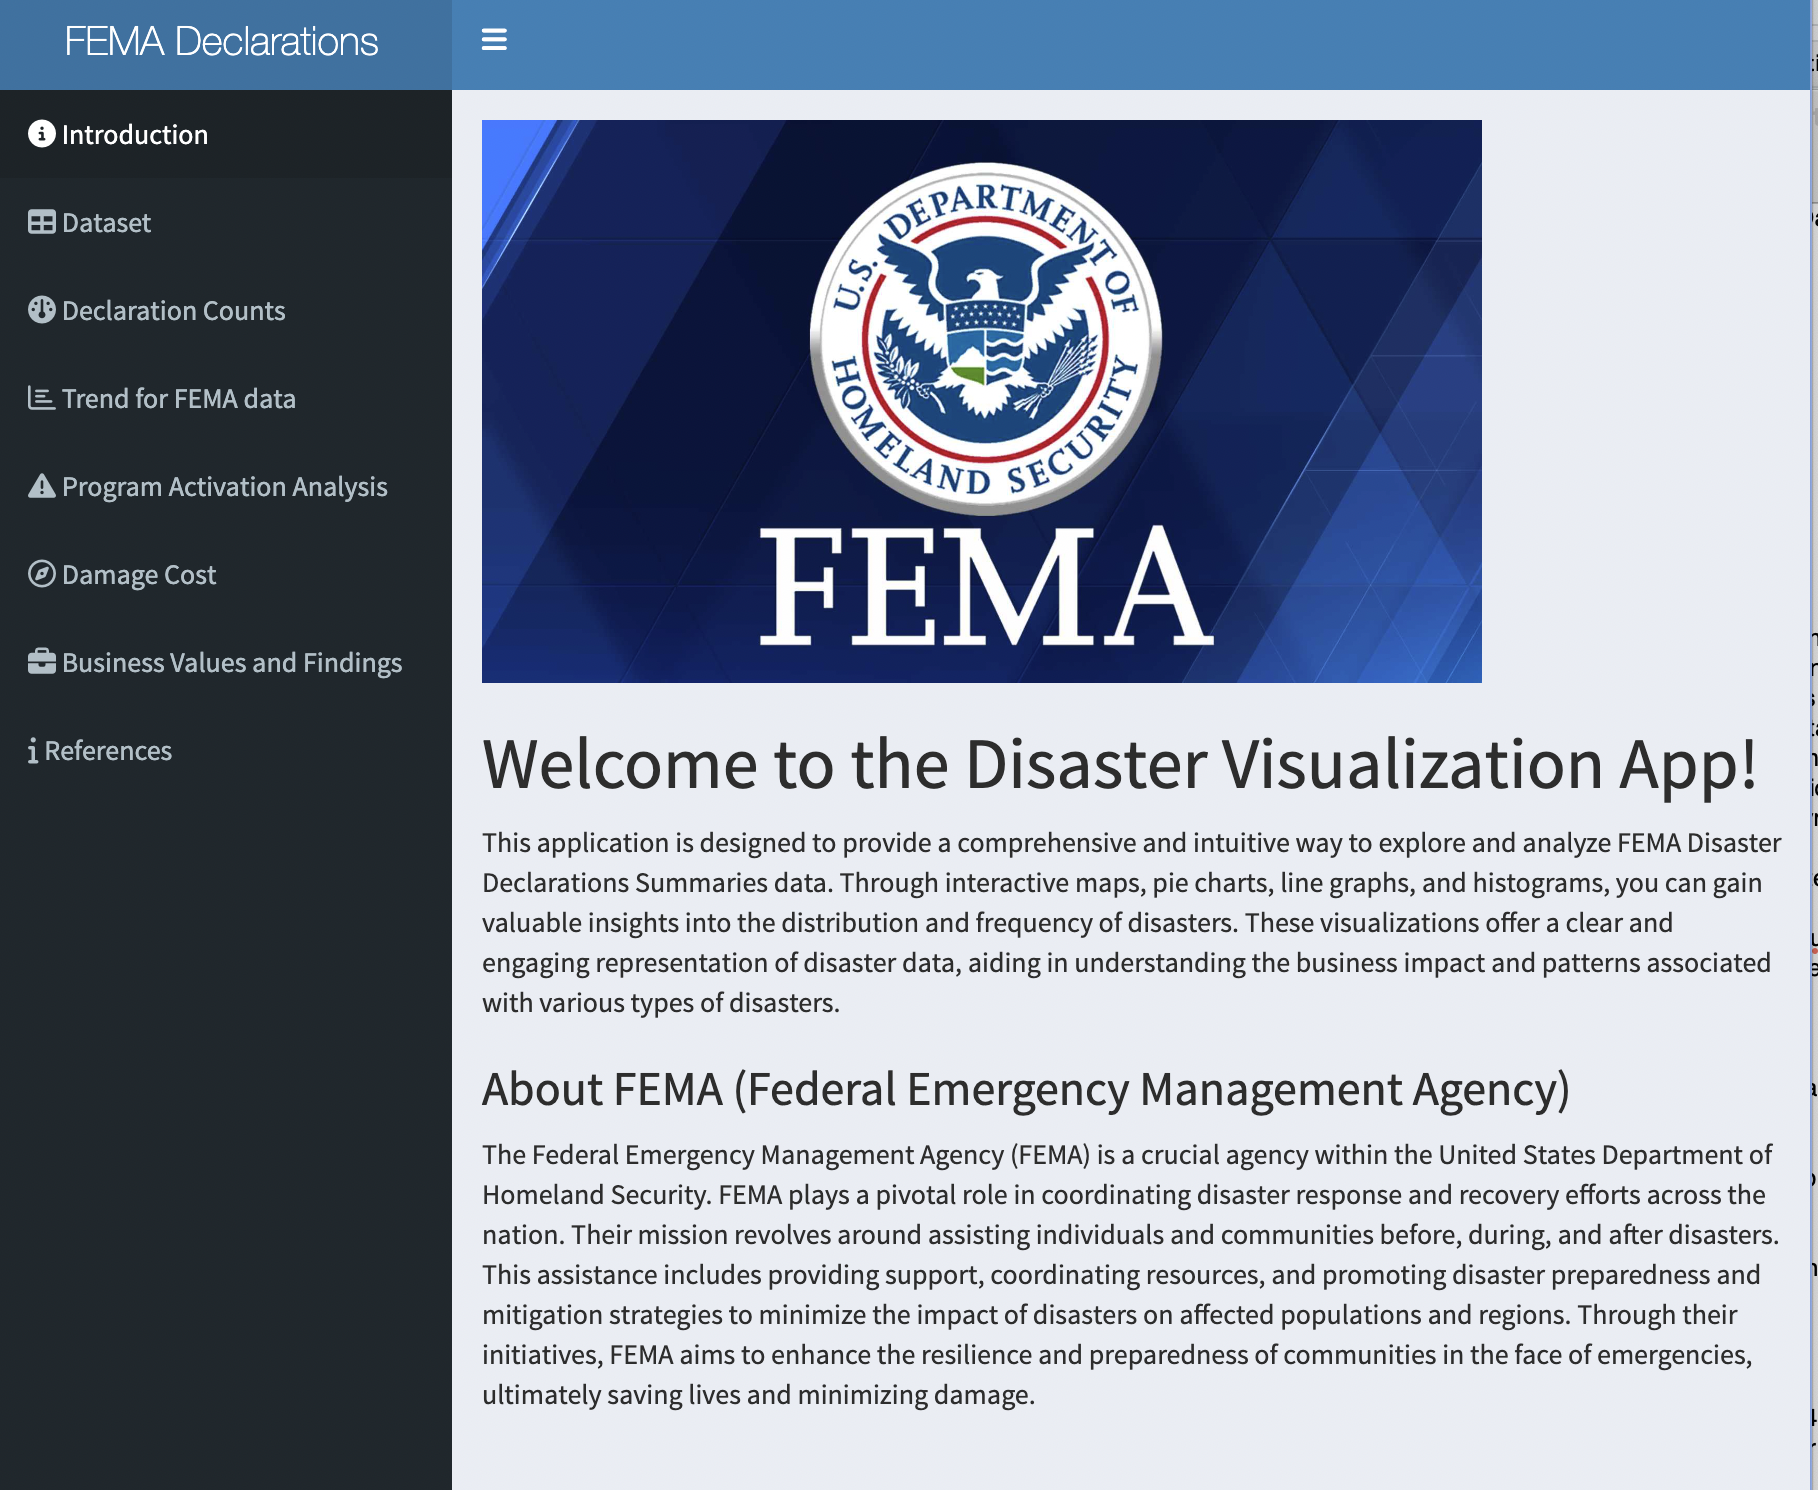 FEMA Declarations
Introduction
Dataset
Declaration Counts
Trend for FEMA data
Program Activation Analysis
Damage Cost
Business Values and Findings
References
U.S. DEPARTMENT OF
HOMELAND SECURITY
FEMA
Welcome to the Disaster Visualization App!
This application is designed to provide a comprehensive and intuitive way to explore and analyze FEMA Disaster
Declarations Summaries data. Through interactive maps, pie charts, line graphs, and histograms, you can gain
valuable insights into the distribution and frequency of disasters. These visualizations offer a clear and
engaging representation of disaster data, aiding in understanding the business impact and patterns associated
with various types of disasters.
About FEMA (Federal Emergency Management Agency)
The Federal Emergency Management Agency (FEMA) is a crucial agency within the United States Department of
Homeland Security. FEMA plays a pivotal role in coordinating disaster response and recovery efforts across the
nation. Their mission revolves around assisting individuals and communities before, during, and after disasters.
This assistance includes providing support, coordinating resources, and promoting disaster preparedness and
mitigation strategies to minimize the impact of disasters on affected populations and regions. Through their
initiatives, FEMA aims to enhance the resilience and preparedness of communities in the face of emergencies,
ultimately saving lives and minimizing damage.